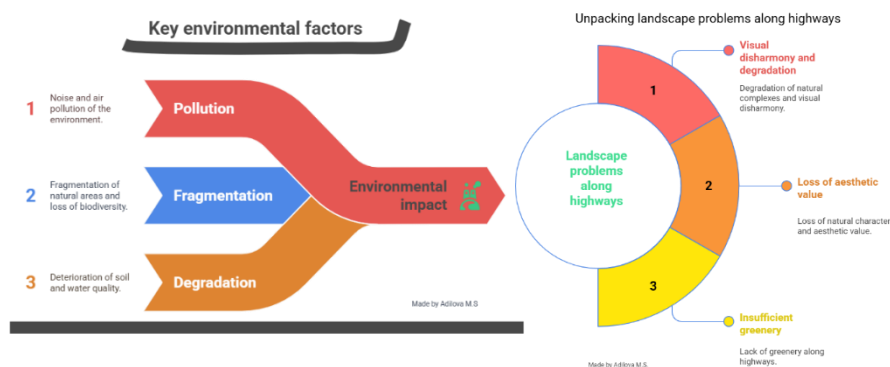 Key environmental factors
1
Noise and air
pollution of the
environment.
Pollution
2
Fragmentation of
natural areas and
loss of biodiversity.
Fragmentation
3
Deterioration of soil
and water quality.
Degradation
Environmental
impact
Made by Adilova M.S
Unpacking landscape problems along highways
Landscape
problems
along
highways
1
Visual
disharmony and
degradation
Degradation of natural
complexes and visual
disharmony.
2
Loss of aesthetic
value
Loss of natural character
and aesthetic value.
3
Insufficient
greenery
Lack of greenery along
highways.
Made by Adilova M.S.